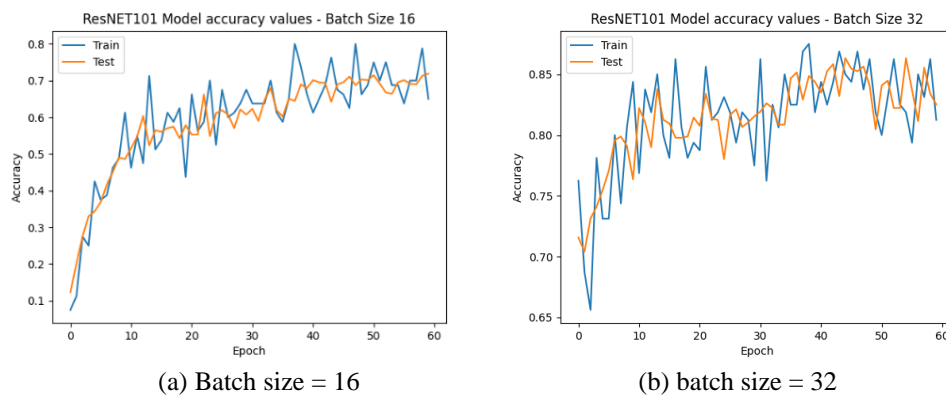 ResNET101 Model accuracy values - Batch Size 16
Train
Test
Accuracy
0.8
0.7
0.6
0.5
0.4
0.3
0.2
0.1
0 10 20 30 40 50 60
Epoch
(a) Batch size = 16
ResNET101 Model accuracy values - Batch Size 32
Train
Test
Accuracy
0.85
0.80
0.75
0.70
0.65
0 10 20 30 40 50 60
Epoch
(b) batch size = 32